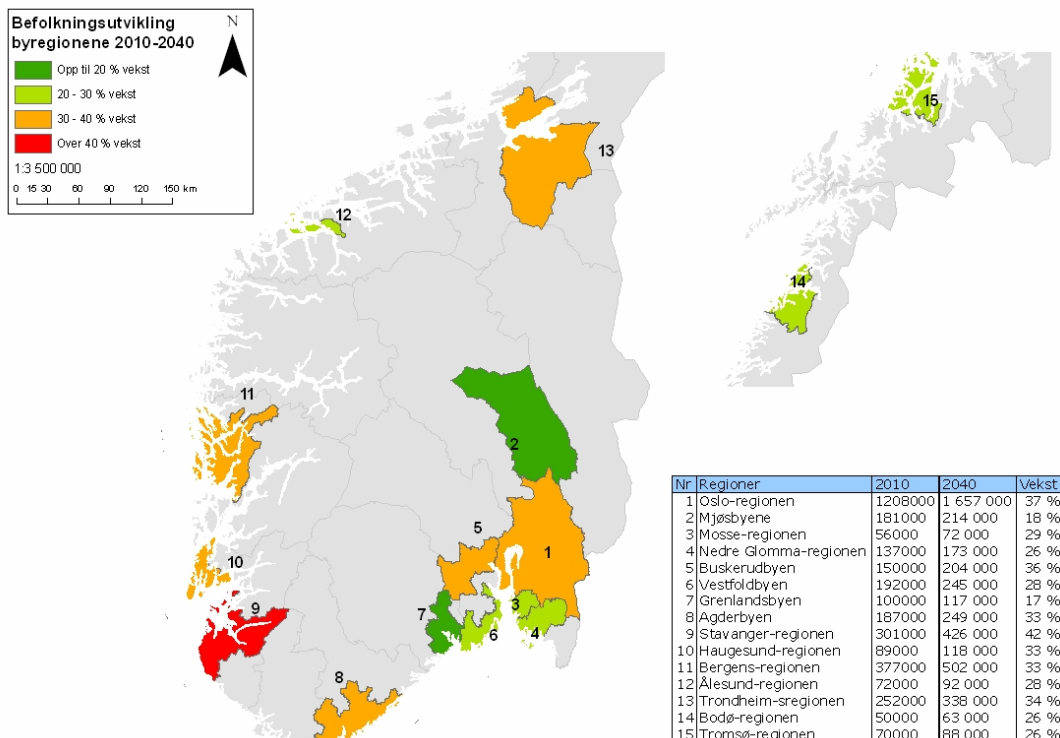 Befolkningsutvikling
byregionene 2010-2040
N
Opp til 20 % vekst
20 - 30 % vekst
30 - 40 % vekst
Over 40 % vekst
1:3 500 000
0 15 30 60 90 120 150 km
13
15
12
14
11
2
5
1
10
9
7
3
6
4
8
Nr Regioner 2010 2040 Vekst
1 Oslo-regionen 1208000 1 657 000 37 %
2 Mjøsbyene 181000 214 000 18 %
3 Mosse-regionen 56000 72 000 29 %
4 Nedre Glomma-regionen 137000 173 000 26 %
5 Buskerudbyen 150000 204 000 36 %
6 Vestfoldbyen 192000 245 000 28 %
7 Grenlandsbyen 100000 117 000 17 %
8 Agderbyen 187000 249 000 33 %
9 Stavanger-regionen 301000 426 000 42 %
10 Haugesund-regionen 89000 118 000 33 %
11 Bergens-regionen 377000 502 000 33 %
12 Ålesund-regionen 72000 92 000 28 %
13 Trondheim-sregionen 252000 338 000 34 %
14 Bodø-regionen 50000 63 000 26 %
15 Tromsø-regionen 70000 88 000 26 %